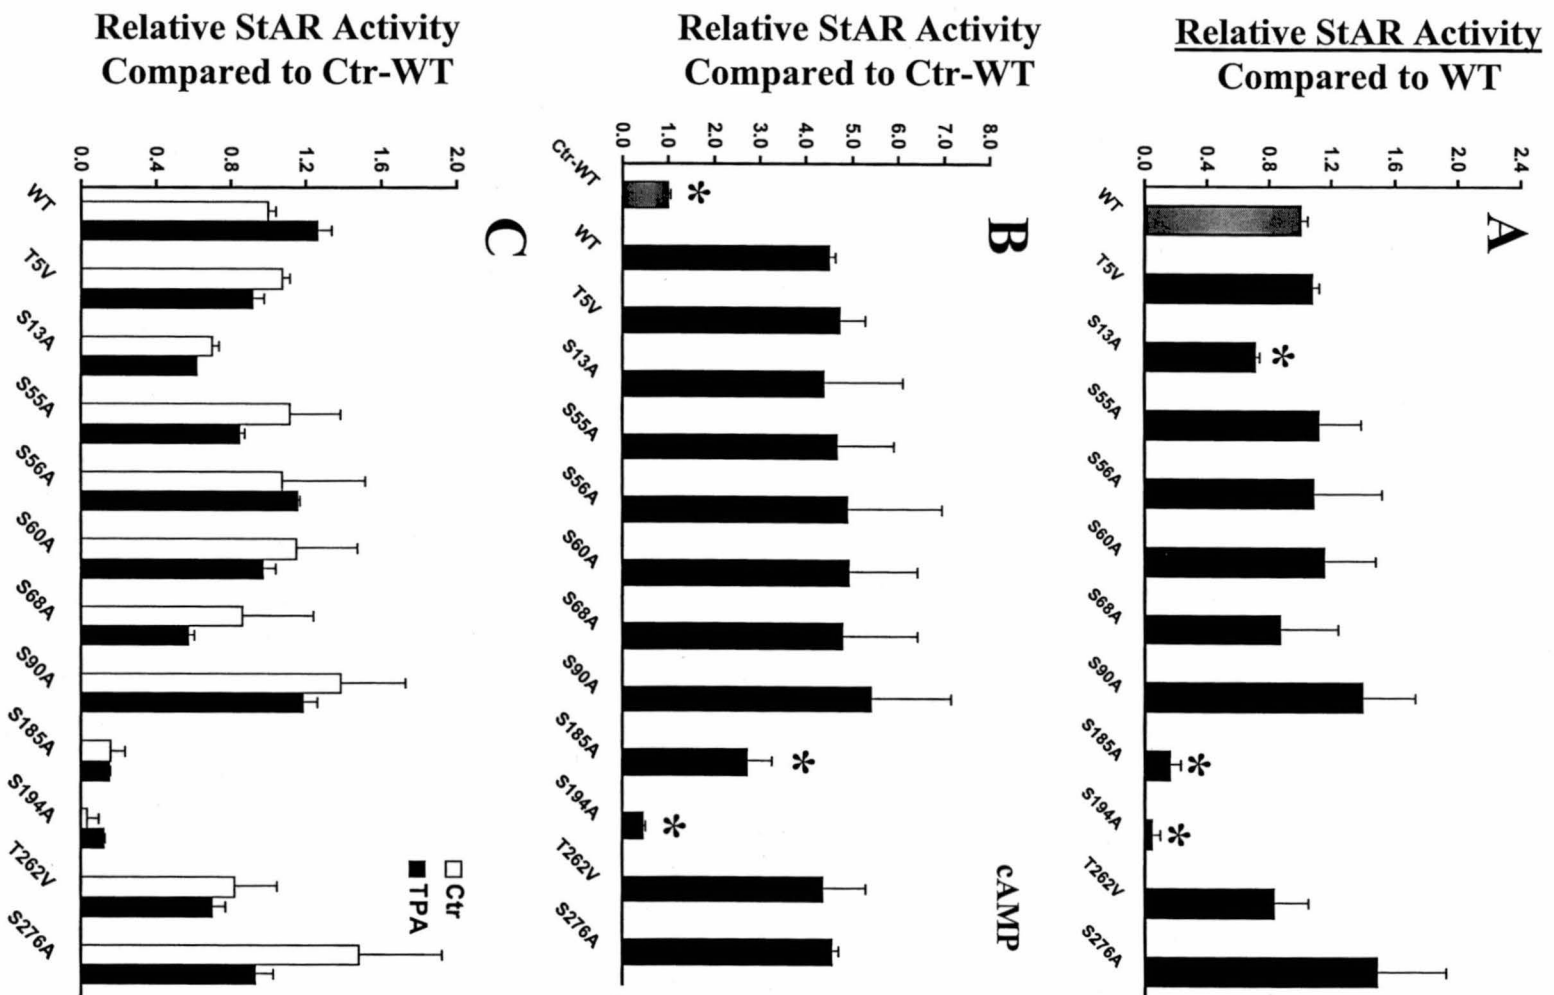 A
Relative StAR Activity
Compared to WT
0.0 0.4 0.8 1.2 1.6 2.0 2.4
WT T5V S13A S55A S56A S60A S68A S90A S185A S194A T262V S276A
* * *
B
cAMP
Relative StAR Activity
Compared to Ctr-WT
0.0 1.0 2.0 3.0 4.0 5.0 6.0 7.0 8.0
Ctr-WT WT T5V S13A S55A S56A S60A S68A S90A S185A S194A T262V S276A
* * *
C
Relative StAR Activity
Compared to Ctr-WT
0.0 0.4 0.8 1.2 1.6 2.0
WT T5V S13A S55A S56A S60A S68A S90A S185A S194A T262V S276A
Ctr
TPA